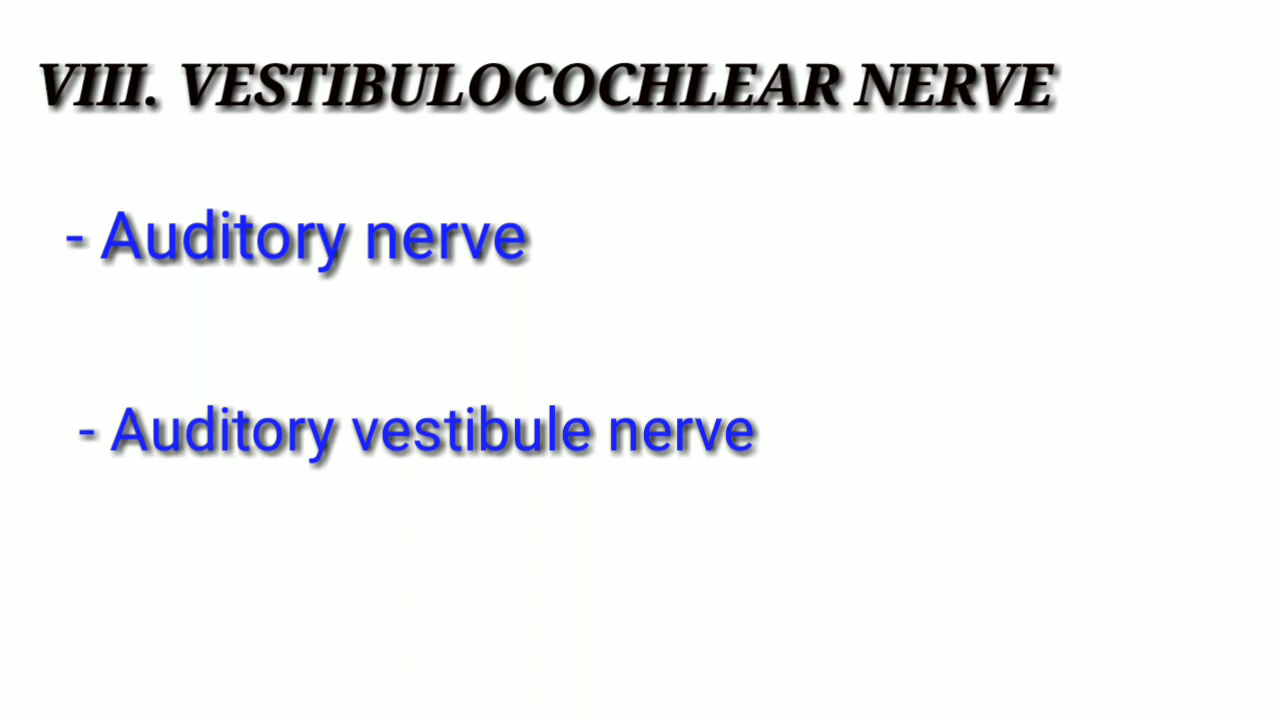 VIII. VESTIBULOCOCHLEAR NERVE
- Auditory nerve
- Auditory vestibule nerve